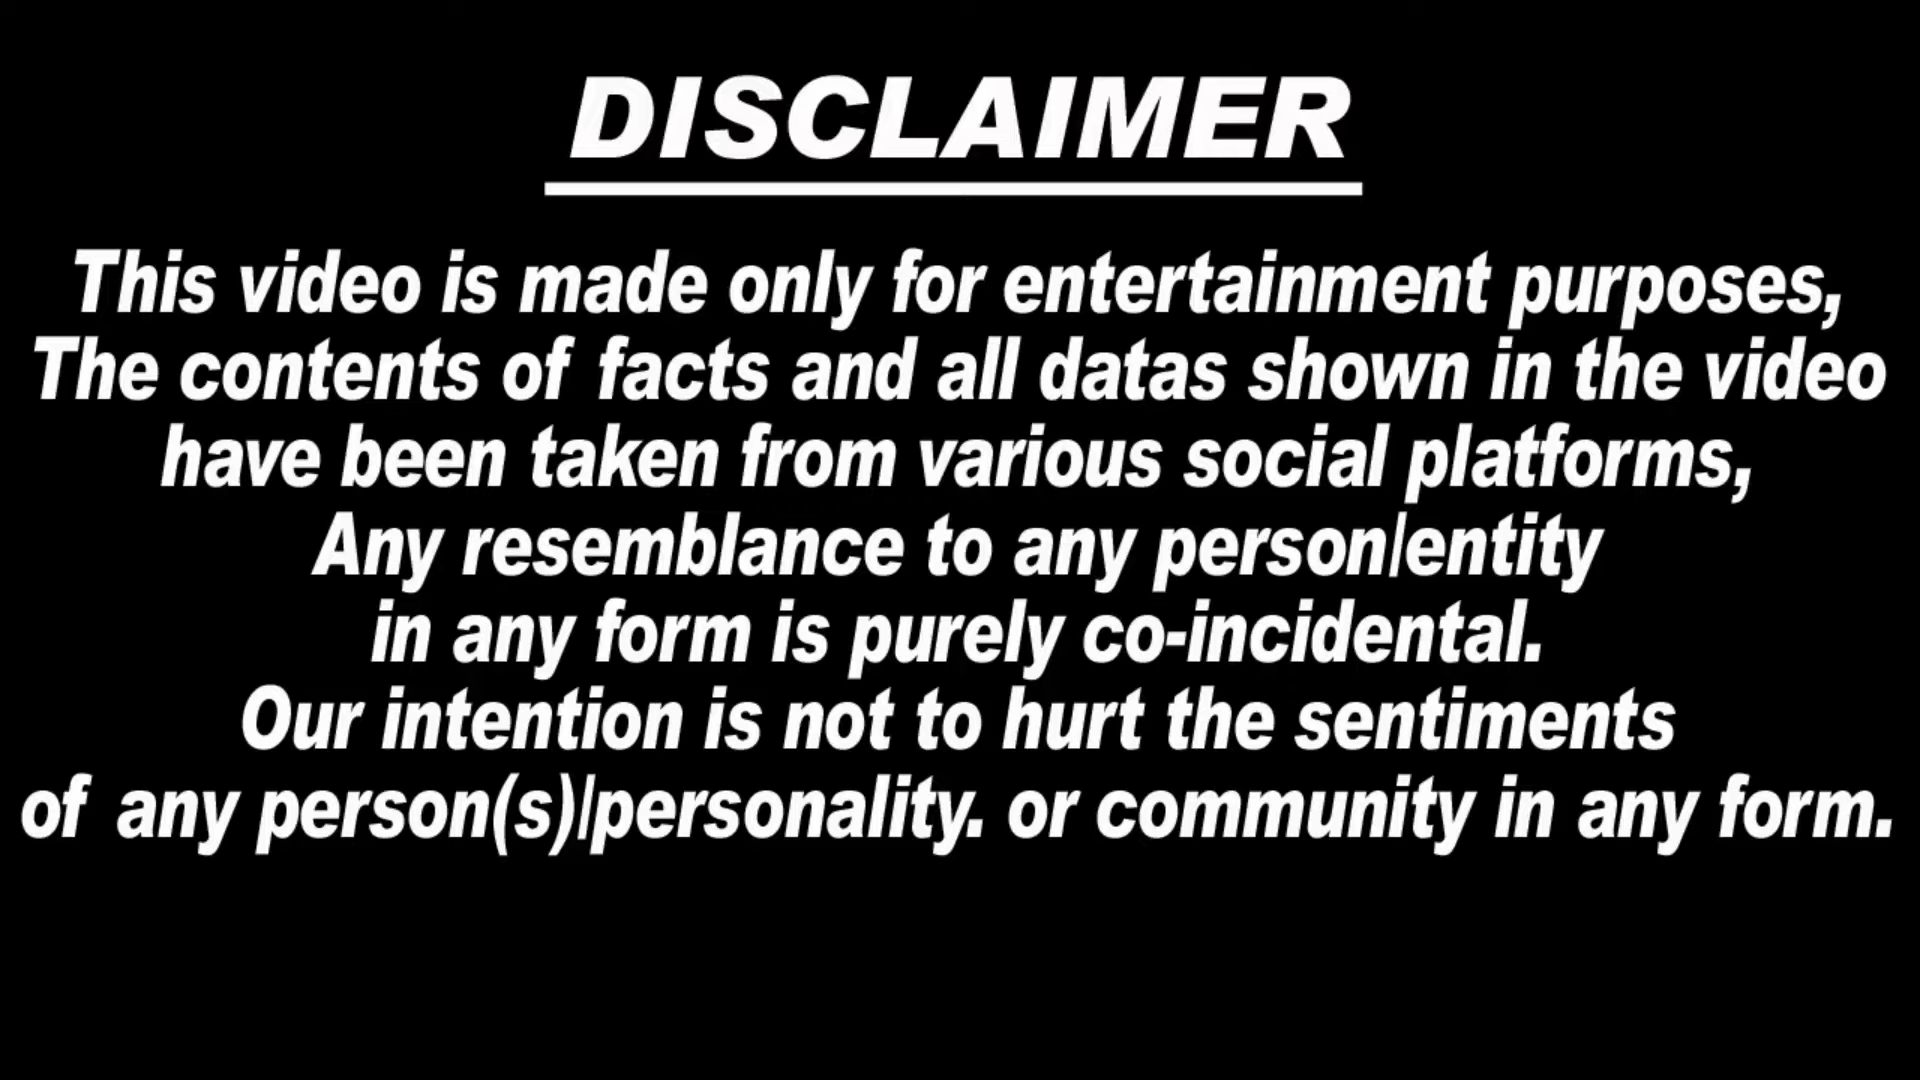 DISCLAIMER
This video is made only for entertainment purposes,
The contents of facts and all datas shown in the video
have been taken from various social platforms,
Any resemblance to any person/entity
in any form is purely co-incidental.
Our intention is not to hurt the sentiments
of any person(s)/personality. or community in any form.